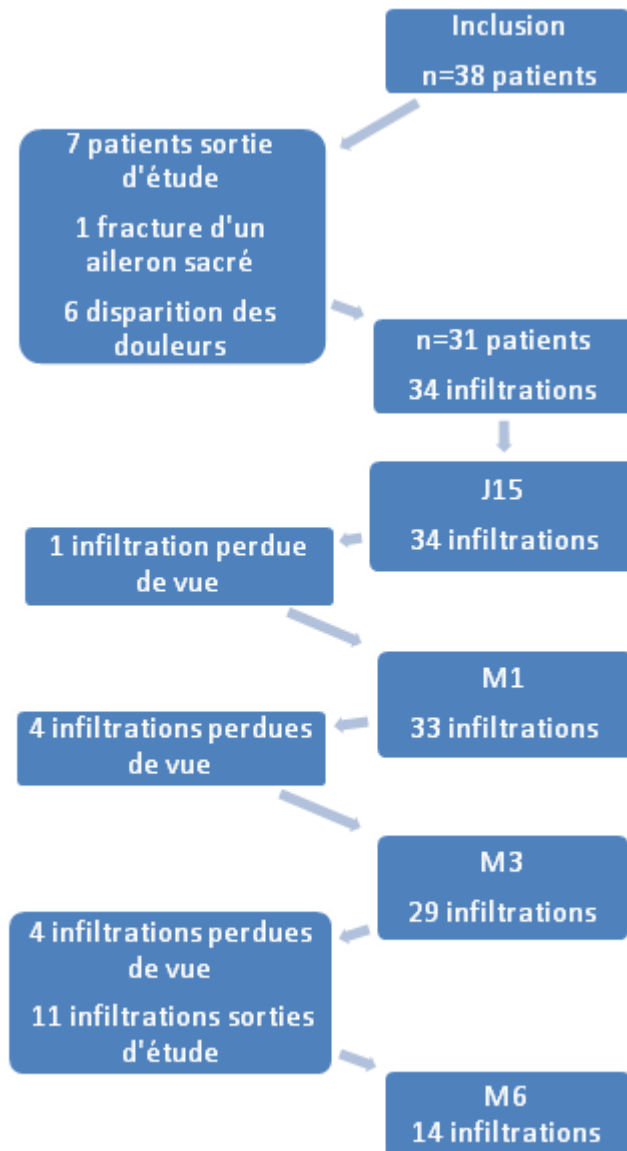 Inclusion
n=38 patients
7 patients sortie
d'étude
1 fracture d'un
aileron sacré
6 disparition des
douleurs
n=31 patients
34 infiltrations
J15
34 infiltrations
1 infiltration perdue
de vue
M1
33 infiltrations
4 infiltrations perdues
de vue
M3
29 infiltrations
4 infiltrations perdues
de vue
11 infiltrations sorties
d'étude
M6
14 infiltrations